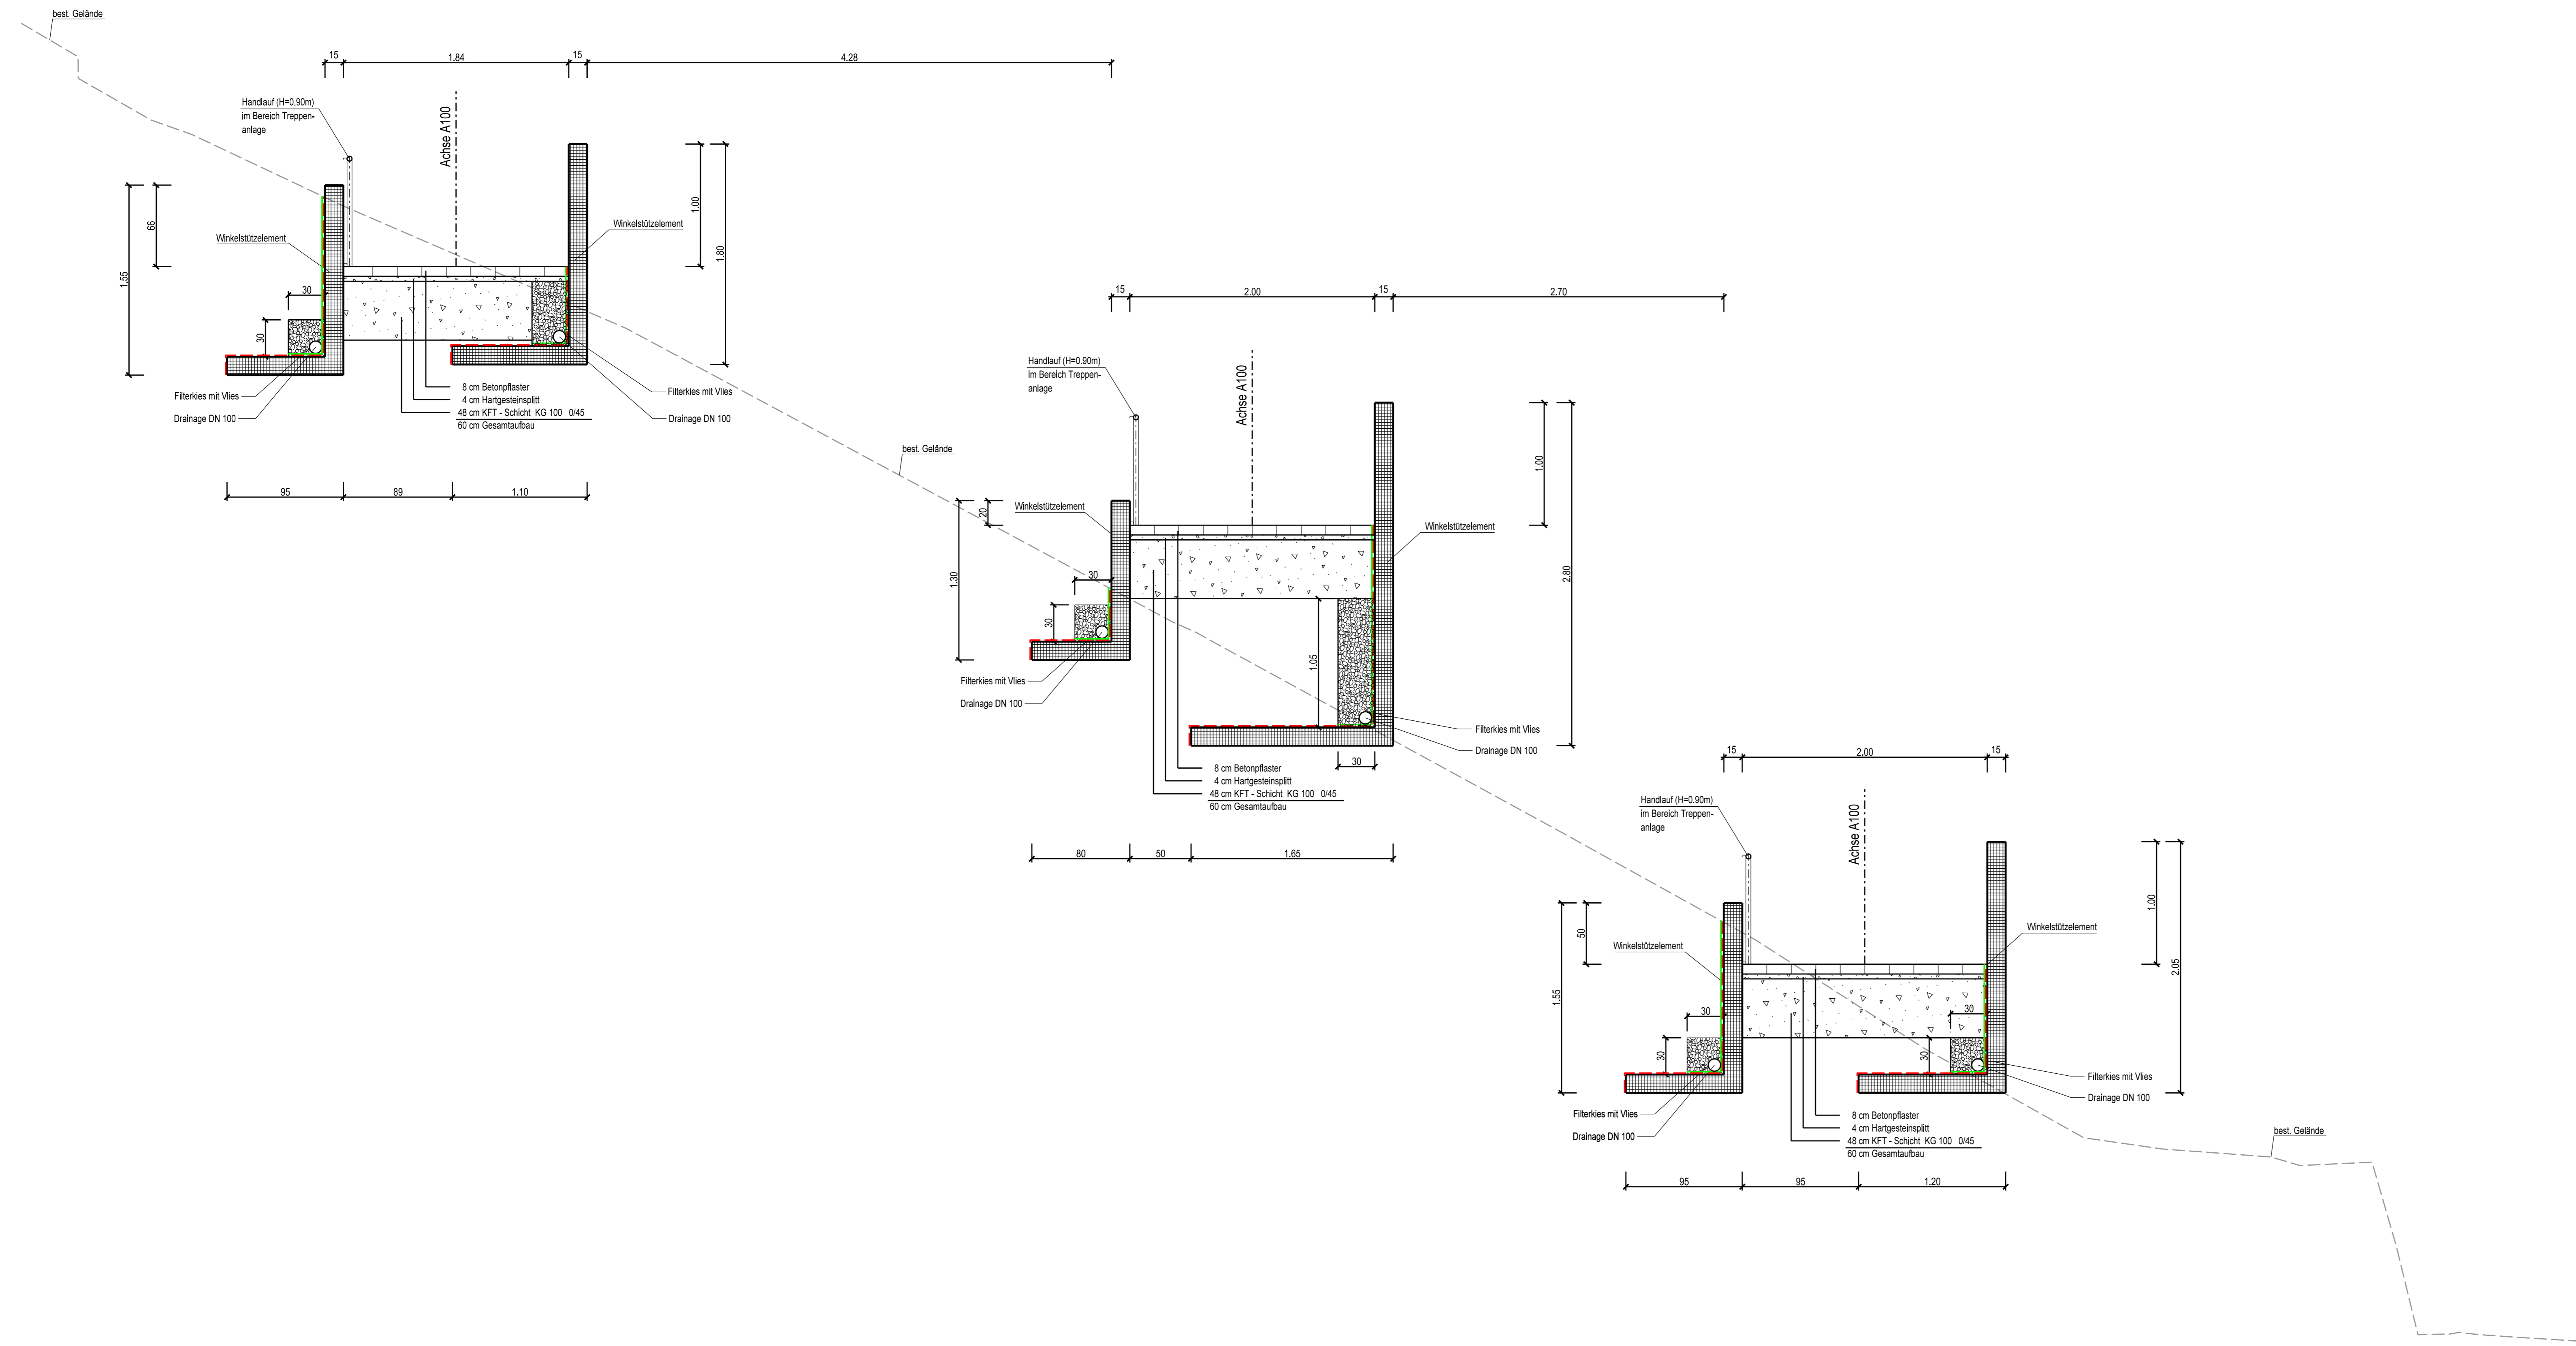 best. Gelände
15
1.84
15
4.28
Handlauf (H=0.90m)
im Bereich Treppen-
anlage
Achse A100
1.55
66
Winkelstützelement
30
30
Winkelstützelement
1.00
1.80
Filterkies mit Vlies
Drainage DN 100
8 cm Betonpflaster
4 cm Hartgesteinsplitt
48 cm KFT - Schicht KG 100 0/45
60 cm Gesamtaufbau
Filterkies mit Vlies
Drainage DN 100
95
89
1.10
best. Gelände
15
2.00
15
2.70
Handlauf (H=0.90m)
im Bereich Treppen-
anlage
Achse A100
1.30
20
Winkelstützelement
30
30
Winkelstützelement
1.00
2.80
1.05
Filterkies mit Vlies
Drainage DN 100
30
Filterkies mit Vlies
Drainage DN 100
8 cm Betonpflaster
4 cm Hartgesteinsplitt
48 cm KFT - Schicht KG 100 0/45
60 cm Gesamtaufbau
80
50
1.65
15
2.00
15
Handlauf (H=0.90m)
im Bereich Treppen-
anlage
Achse A100
1.55
50
Winkelstützelement
30
30
30
30
Winkelstützelement
1.00
2.05
Filterkies mit Vlies
Drainage DN 100
8 cm Betonpflaster
4 cm Hartgesteinsplitt
48 cm KFT - Schicht KG 100 0/45
60 cm Gesamtaufbau
Filterkies mit Vlies
Drainage DN 100
95
95
1.20
best. Gelände